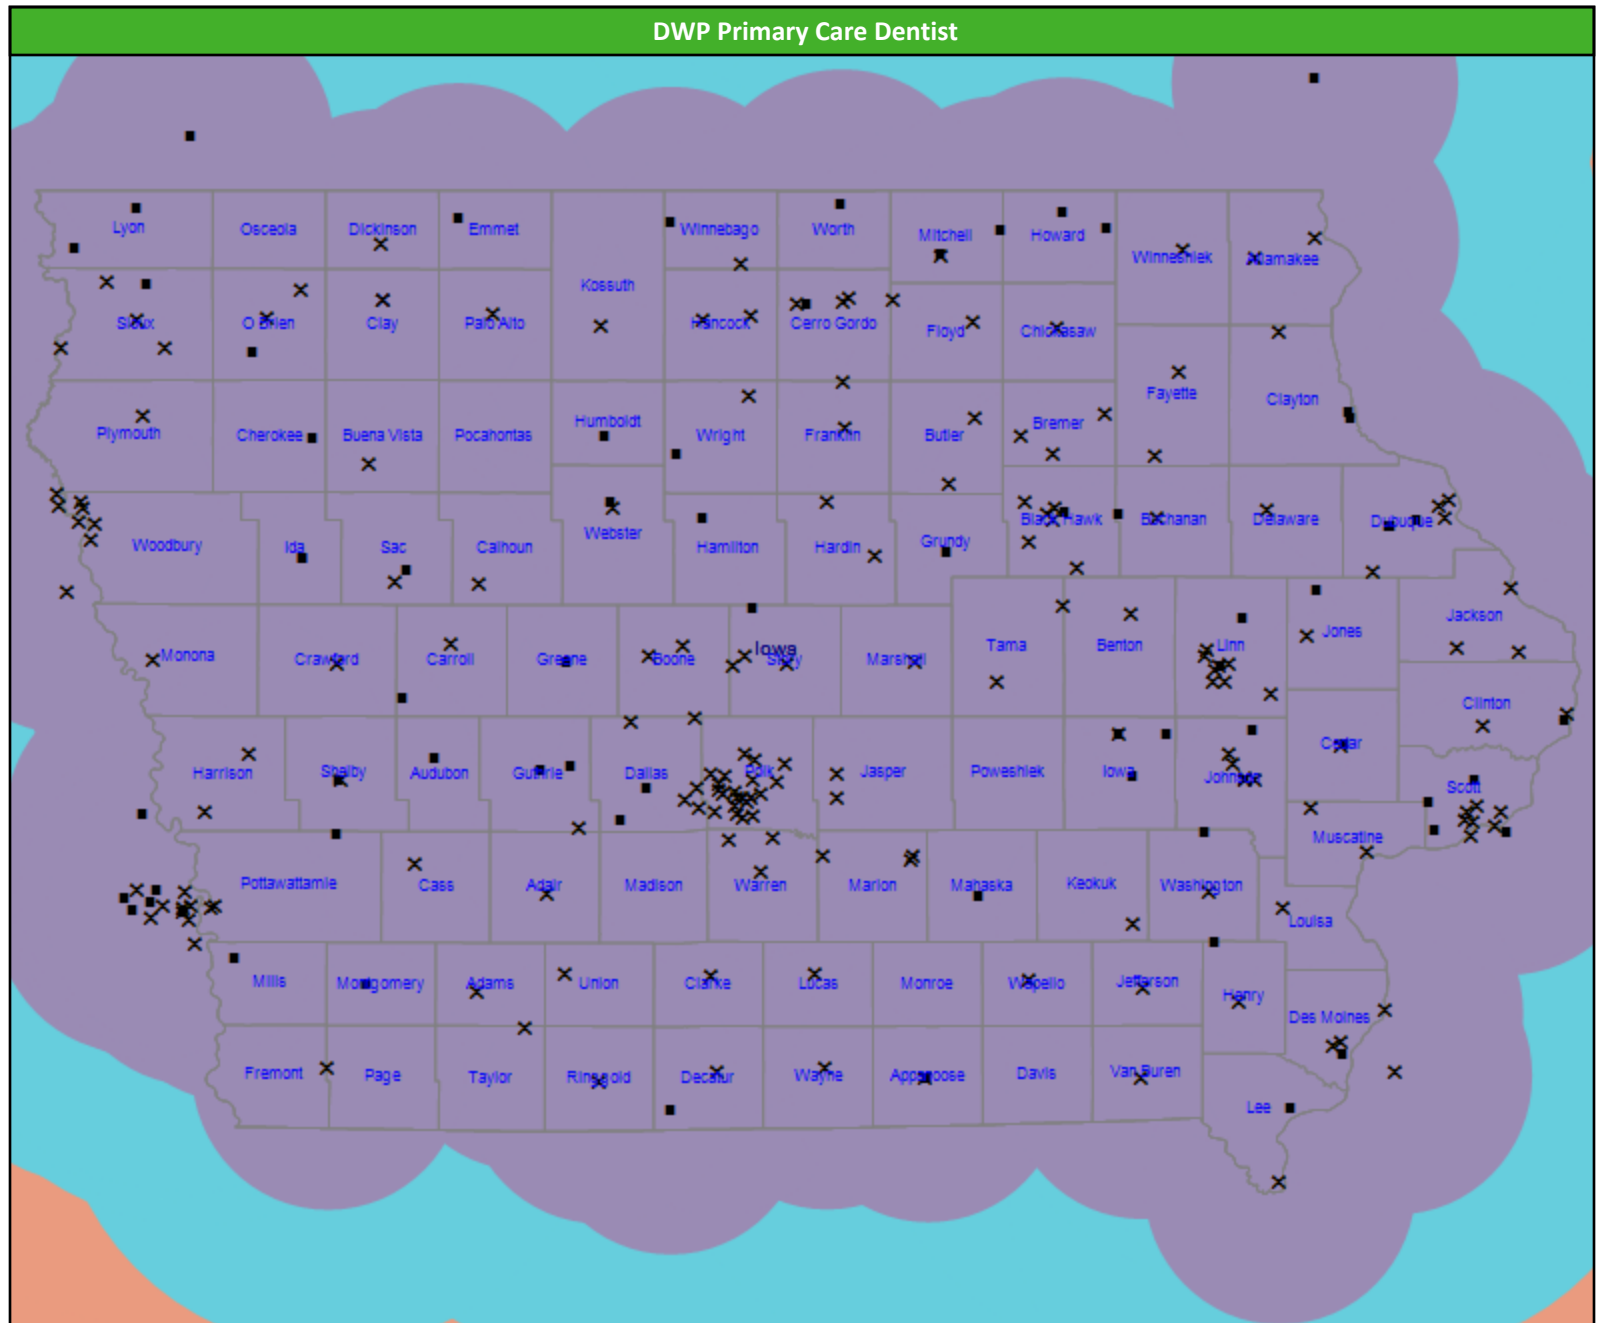 DWP Primary Care Dentist
Lyon
Osceola
Dickinson
Emmet
Winnebago
Worth
Mitchell
Howard
Winneshiek
Allamakee
Kossuth
Sioux
O Brien
Clay
Palo Alto
Hancock
Cerro Gordo
Floyd
Chickasaw
Fayette
Clayton
Plymouth
Cherokee
Buena Vista
Pocahontas
Humboldt
Wright
Franklin
Butler
Bremer
Woodbury
Ida
Sac
Calhoun
Webster
Hamilton
Hardin
Grundy
Black Hawk
Buchanan
Delaware
Dubuque
Monona
Crawford
Carroll
Greene
Boone
Iowa
Story
Marshall
Tama
Benton
Linn
Jones
Jackson
Clinton
Harrison
Shelby
Audubon
Guthrie
Dallas
Polk
Jasper
Poweshiek
Iowa
Johnson
Cedar
Scott
Muscatine
Pottawattamie
Cass
Adair
Madison
Warren
Marion
Mahaska
Keokuk
Washington
Louisa
Mills
Montgomery
Adams
Union
Clarke
Lucas
Monroe
Wapello
Jefferson
Henry
Des Moines
Fremont
Page
Taylor
Ringgold
Decatur
Wayne
Appanoose
Davis
Van Buren
Lee